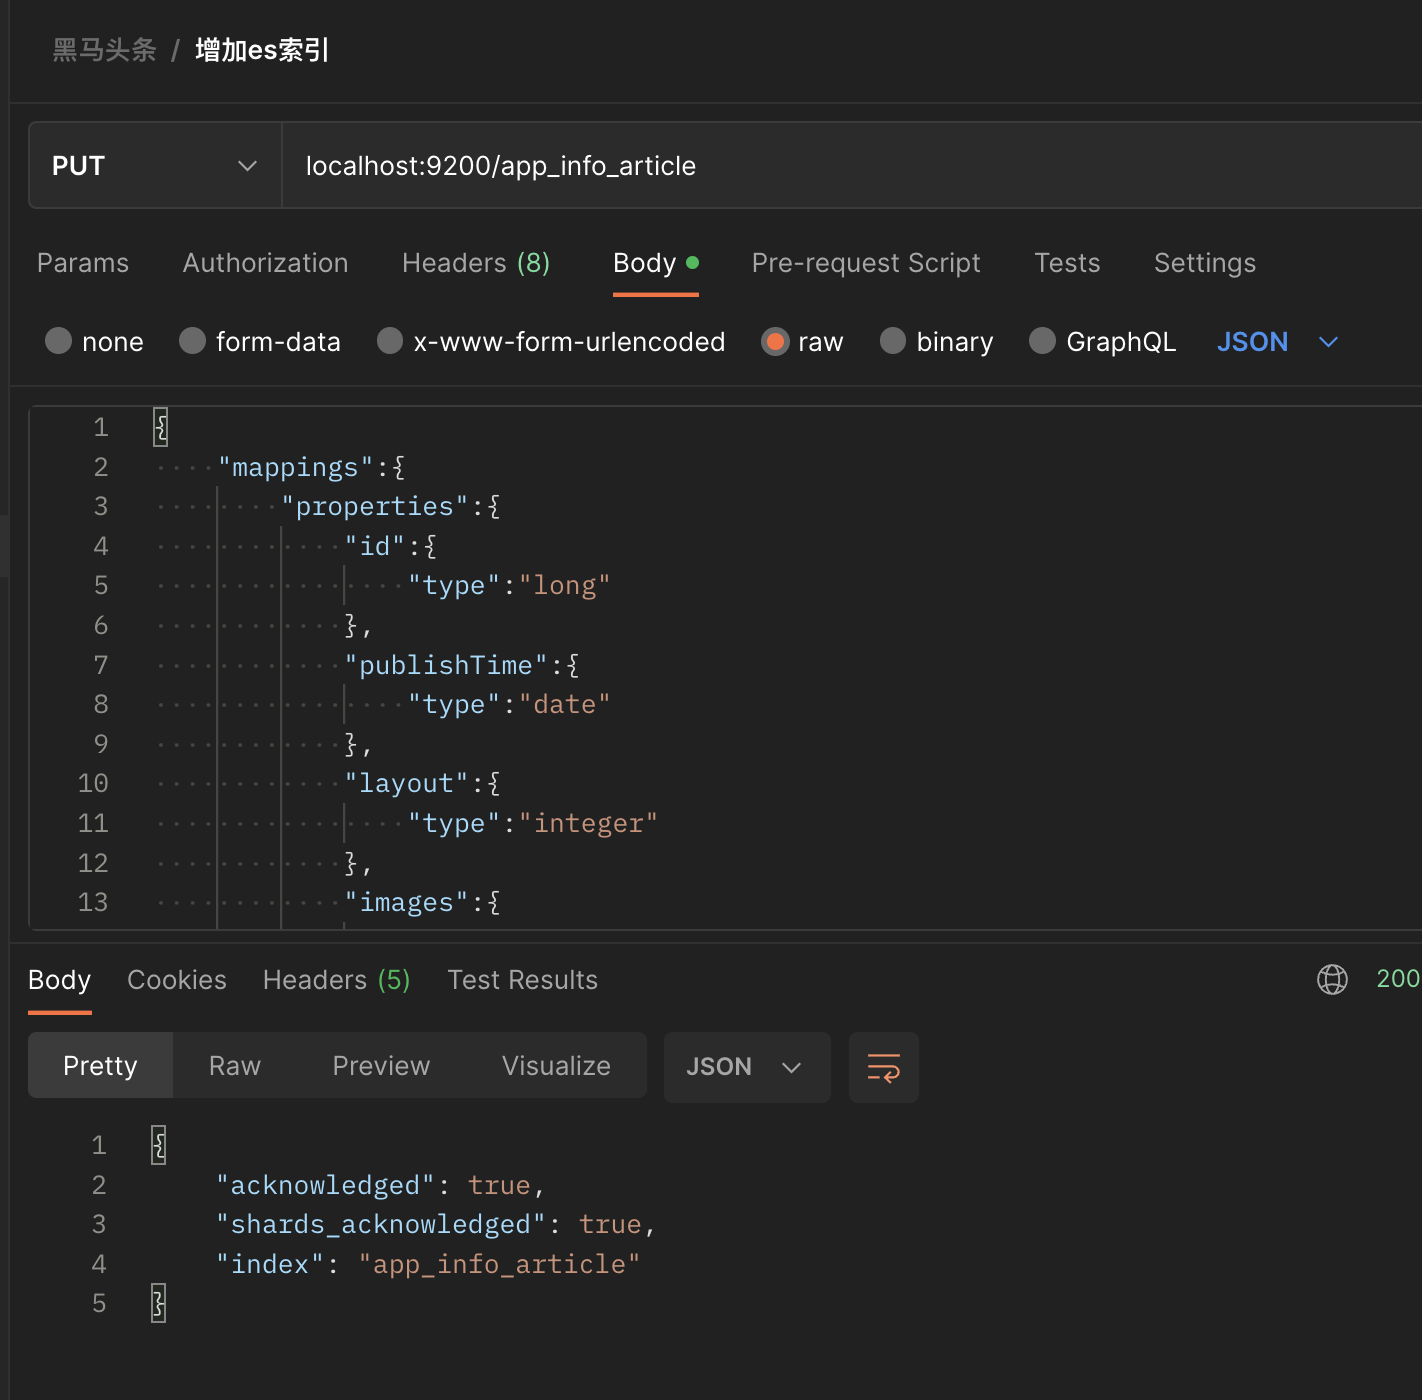 黑马头条 / 增加es索引
PUT localhost:9200/app_info_article
Params Authorization Headers (8) Body Pre-request Script Tests Settings
none form-data x-www-form-urlencoded raw binary GraphQL JSON
1 {
2 "mappings":{
3 "properties":{
4 "id":{
5 "type":"long"
6 },
7 "publishTime":{
8 "type":"date"
9 },
10 "layout":{
11 "type":"integer"
12 },
13 "images":{
Body Cookies Headers (5) Test Results 200
Pretty Raw Preview Visualize JSON
1 {
2 "acknowledged": true,
3 "shards_acknowledged": true,
4 "index": "app_info_article"
5 }